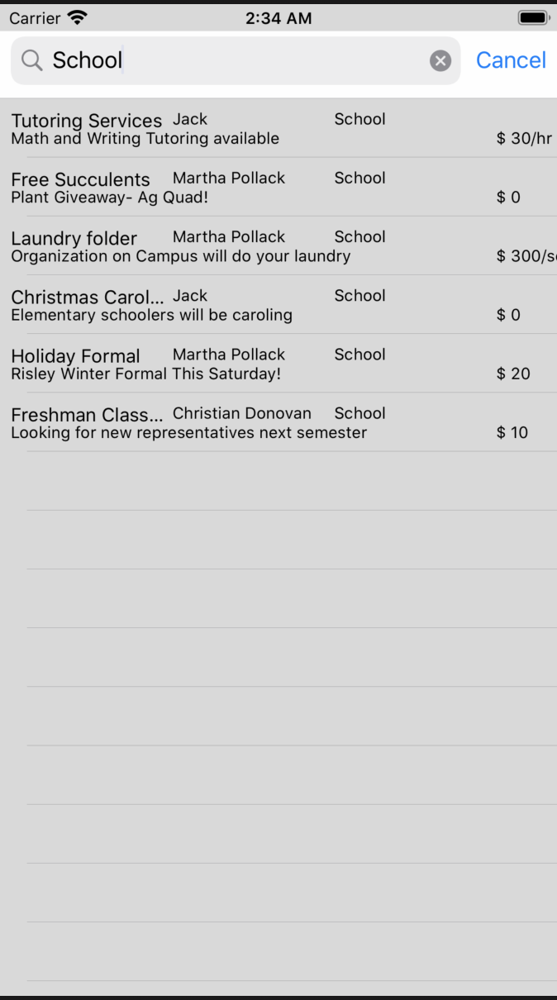 Carrier 2:34 AM
School Cancel
Tutoring Services Jack School
Math and Writing Tutoring available $ 30/hr
Free Succulents Martha Pollack School
Plant Giveaway- Ag Quad! $ 0
Laundry folder Martha Pollack School
Organization on Campus will do your laundry $ 300/s
Christmas Carol... Jack School
Elementary schoolers will be caroling $ 0
Holiday Formal Martha Pollack School
Risley Winter Formal This Saturday! $ 20
Freshman Class... Christian Donovan School
Looking for new representatives next semester $ 10